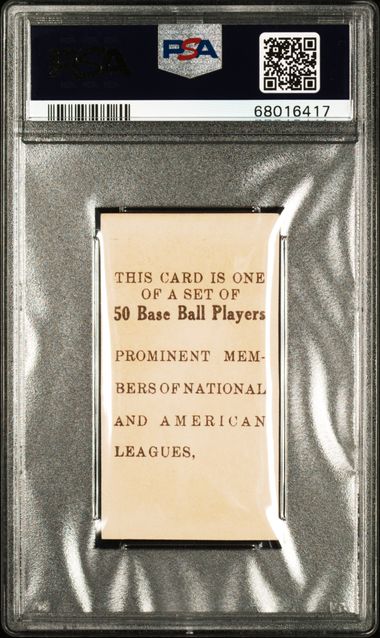 PSA
68016417
THIS CARD IS ONE
OF A SET OF
50 Base Ball Players
PROMINENT MEM-
BERS OF NATIONAL
AND AMERICAN
LEAGUES,